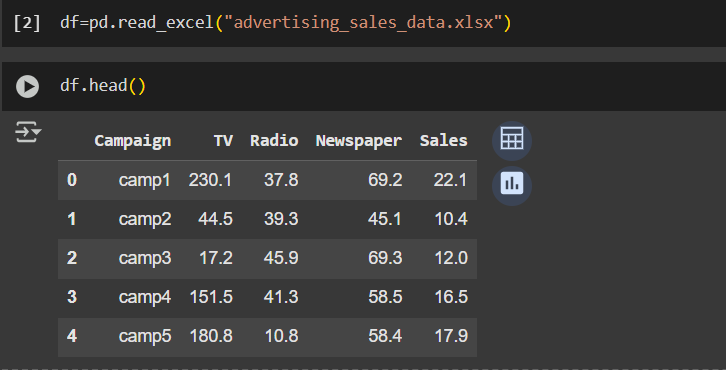 [2] df=pd.read_excel("advertising_sales_data.xlsx")
df.head()
Campaign TV Radio Newspaper Sales
0 camp1 230.1 37.8 69.2 22.1
1 camp2 44.5 39.3 45.1 10.4
2 camp3 17.2 45.9 69.3 12.0
3 camp4 151.5 41.3 58.5 16.5
4 camp5 180.8 10.8 58.4 17.9